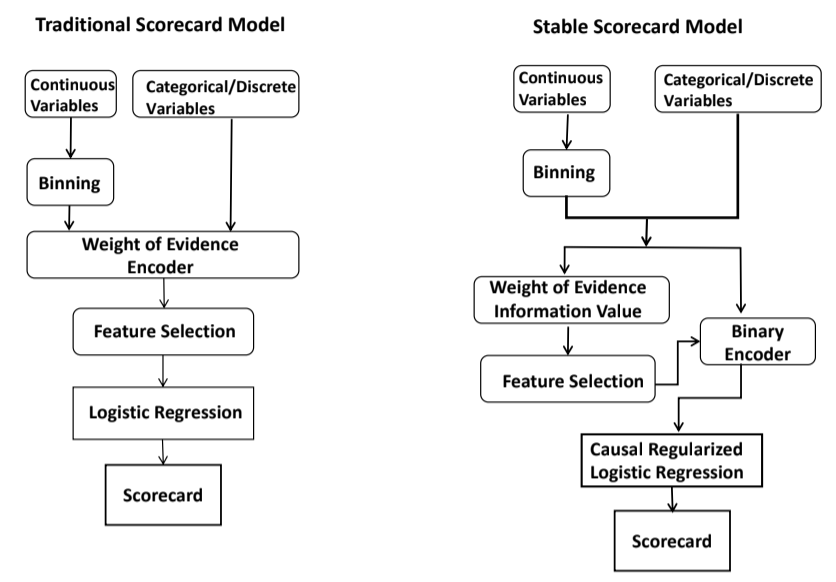 Traditional Scorecard Model
Continuous
Variables
Categorical/Discrete
Variables
Binning
Weight of Evidence
Encoder
Feature Selection
Logistic Regression
Scorecard
Stable Scorecard Model
Continuous
Variables
Categorical/Discrete
Variables
Binning
Weight of Evidence
Information Value
Feature Selection
Binary
Encoder
Causal Regularized
Logistic Regression
Scorecard